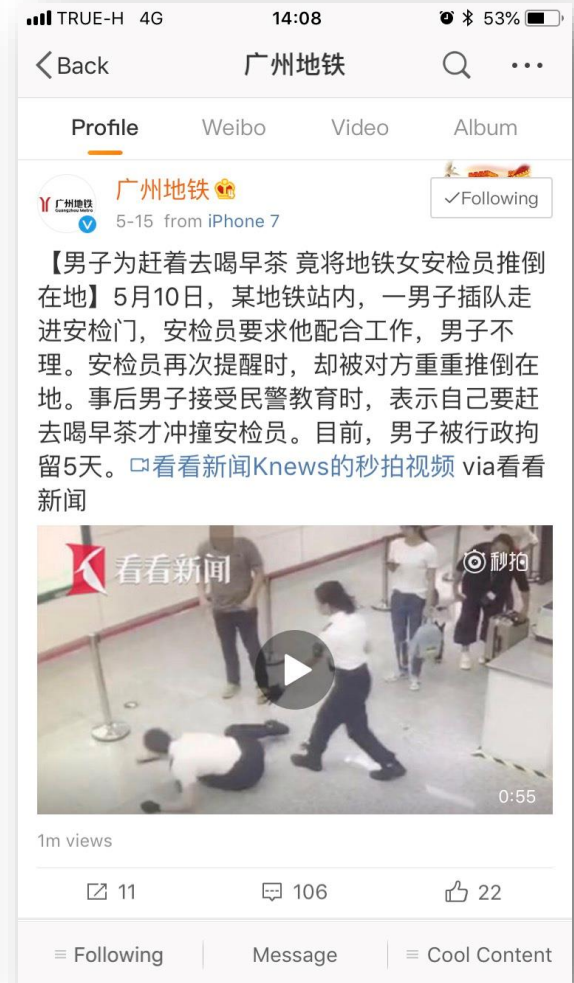 TRUE-H 4G 14:08 53%
Back 广州地铁
Profile Weibo Video Album
广州地铁
Guangzhou Metro
广州地铁
5-15 from iPhone 7
Following
【男子为赶着去喝早茶 竟将地铁女安检员推倒
在地】5月10日，某地铁站内，一男子插队走
进安检门，安检员要求他配合工作，男子不
理。安检员再次提醒时，却被对方重重推倒在
地。事后男子接受民警教育时，表示自己要赶
去喝早茶才冲撞安检员。目前，男子被行政拘
留5天。看看新闻Knews的秒拍视频 via看看
新闻
看看新闻 秒拍
0:55
1m views
11 106 22
Following Message Cool Content